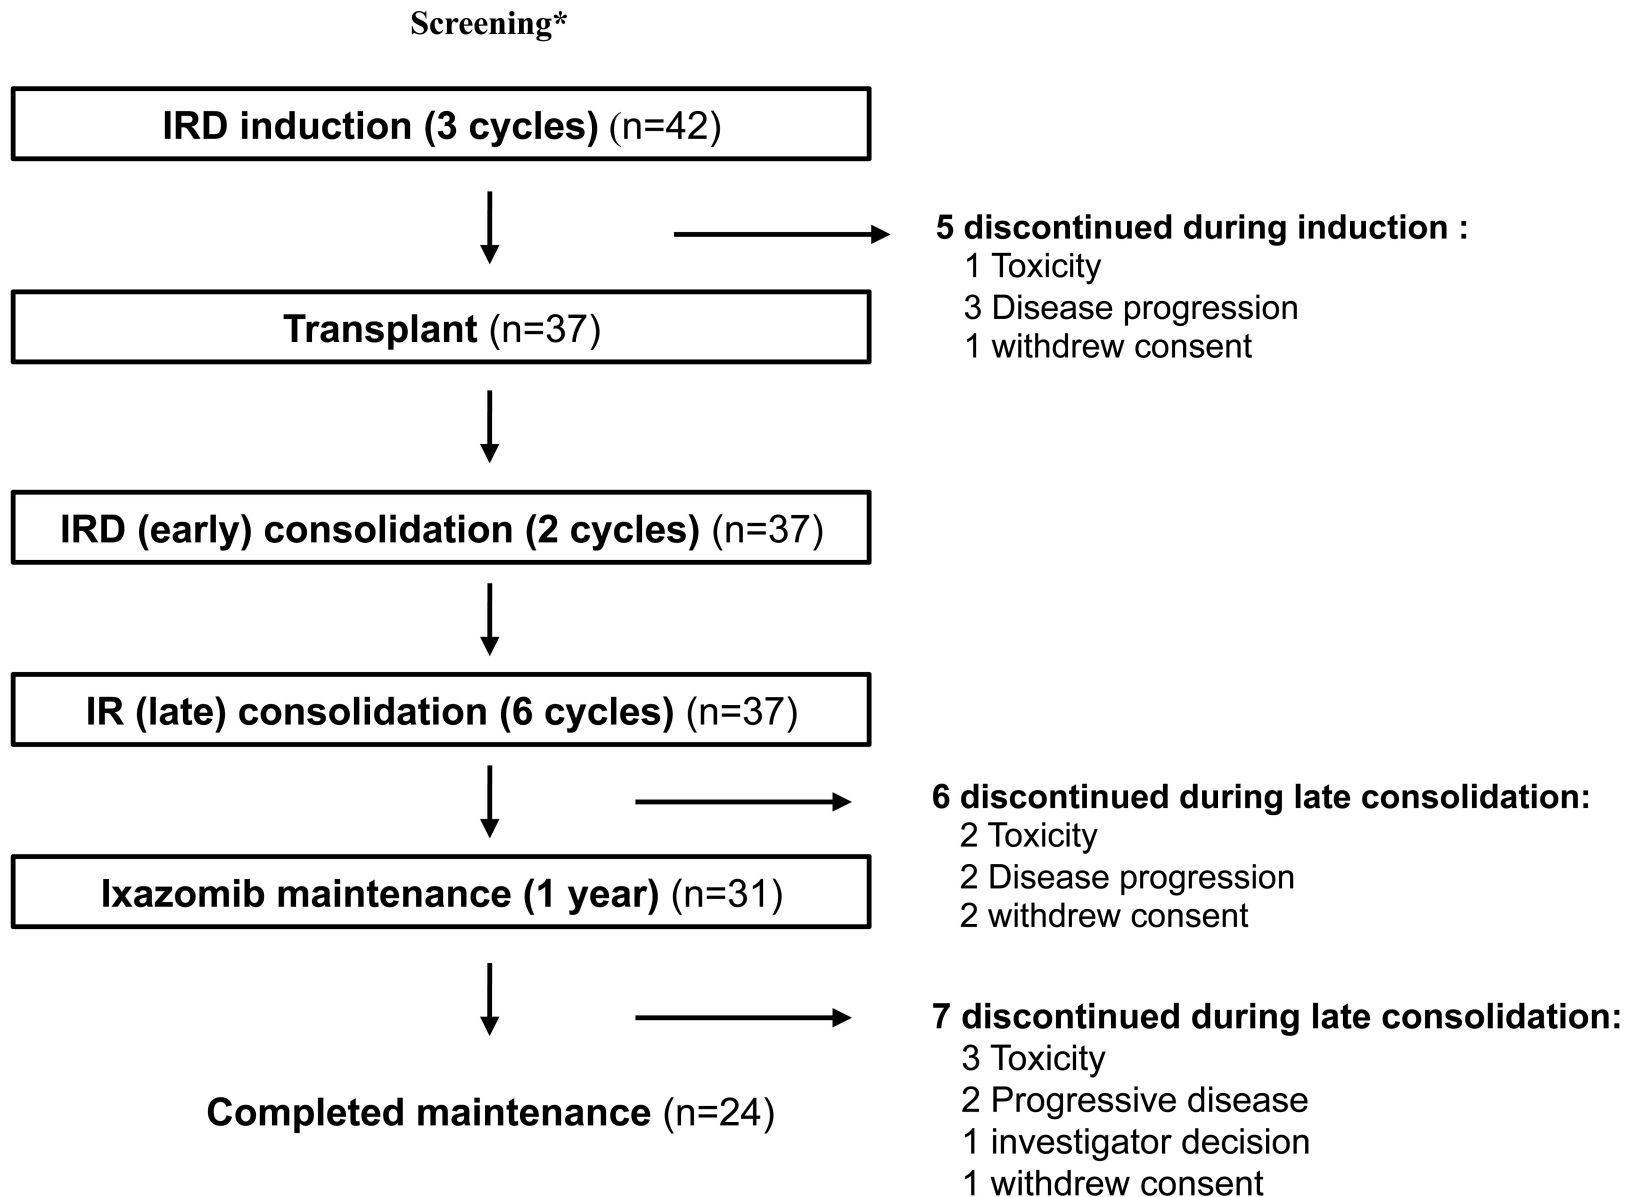 Screening*
IRD induction (3 cycles) (n=42)
5 discontinued during induction :
1 Toxicity
3 Disease progression
1 withdrew consent
Transplant (n=37)
IRD (early) consolidation (2 cycles) (n=37)
IR (late) consolidation (6 cycles) (n=37)
6 discontinued during late consolidation:
2 Toxicity
2 Disease progression
2 withdrew consent
Ixazomib maintenance (1 year) (n=31)
7 discontinued during late consolidation:
3 Toxicity
2 Progressive disease
1 investigator decision
1 withdrew consent
Completed maintenance (n=24)